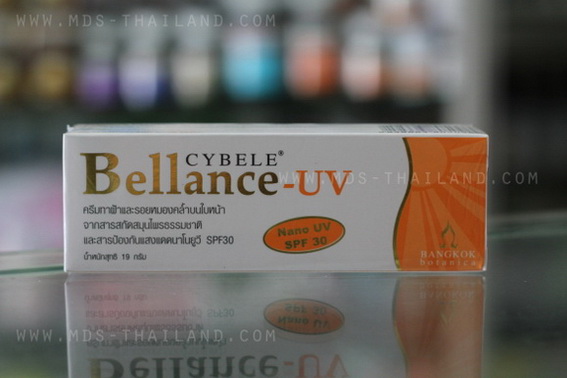 WWW.MDS-THAILAND.COM
CYBELE®
Bellance-UV
ครีมทาฝ้าและรอยหมองคล้ำบนใบหน้า
จากสารสกัดสมุนไพรธรรมชาติ
และสารป้องกันแสงแดดนาโนยูวี SPF30
น้ำหนักสุทธิ 19 กรัม
Nano UV
SPF 30
BANGKOK
botanica
WWW.MDS-THAILAND.COM
WWW.MDS-THAILAND.COM